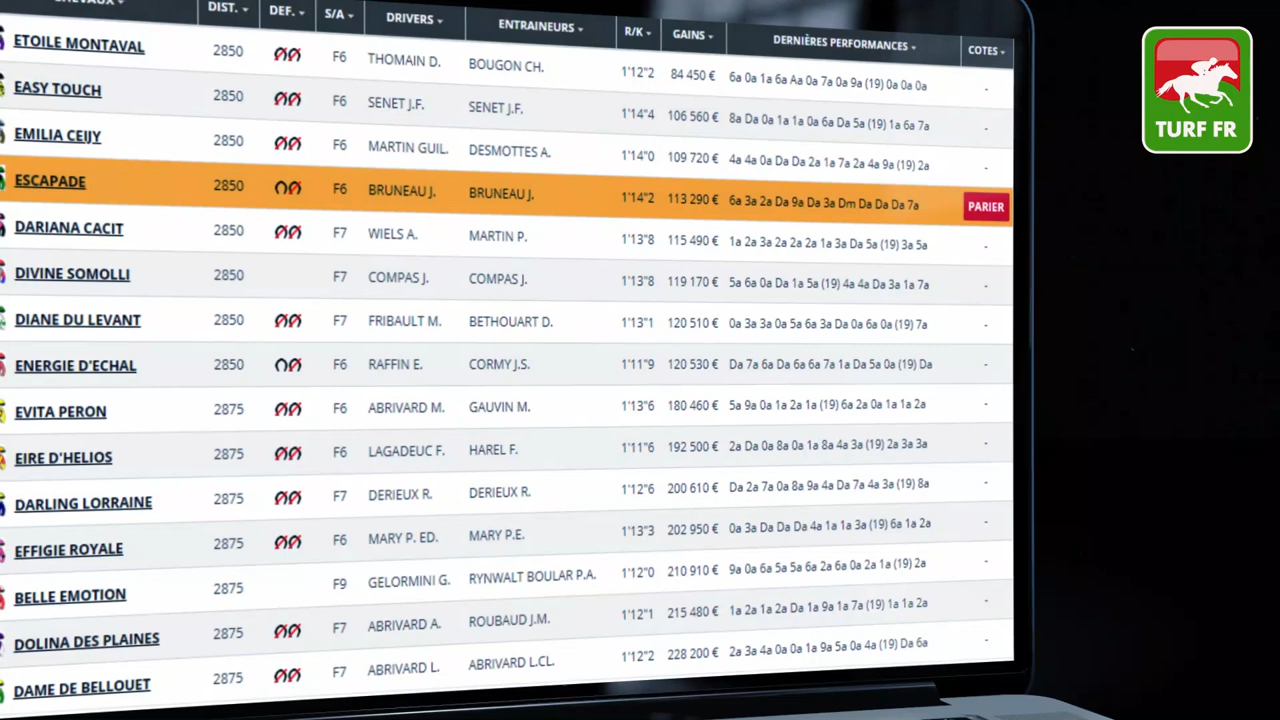 CHEVAUX DIST. DEF. S/A DRIVERS ENTRAINEURS R/K GAINS DERNIÈRES PERFORMANCES COTES
ETOILE MONTAVAL 2850 F6 THOMAIN D. BOUGON CH. 1'12"2 84 450 € 6a 0a 1a 6a Aa 0a 7a 0a 9a (19) 0a 0a 0a -
EASY TOUCH 2850 F6 SENET J.F. SENET J.F. 1'14"4 106 560 € 8a Da 0a 1a 1a 0a 6a Da 5a (19) 1a 6a 7a -
EMILIA CEIJY 2850 F6 MARTIN GUIL. DESMOTTES A. 1'14"0 109 720 € 4a 4a 0a Da Da 2a 1a 7a 2a 4a 9a (19) 2a -
ESCAPADE 2850 F6 BRUNEAU J. BRUNEAU J. 1'14"2 113 290 € 6a 3a 2a Da 9a Da 3a Dm Da Da Da 7a PARIER
DARIANA CACIT 2850 F7 WIELS A. MARTIN P. 1'13"8 115 490 € 1a 2a 3a 2a 2a 2a 1a 3a Da 5a (19) 3a 5a -
DIVINE SOMOLLI 2850 F7 COMPAS J. COMPAS J. 1'13"8 119 170 € 5a 6a 0a Da 1a 5a (19) 4a 4a Da 3a 1a 7a -
DIANE DU LEVANT 2850 F7 FRIBAULT M. BETHOUART D. 1'13"1 120 510 € 0a 3a 3a 0a 5a 6a 3a Da 0a 6a 0a (19) 7a -
ENERGIE D'ECHAL 2850 F6 RAFFIN E. CORMY J.S. 1'11"9 120 530 € Da 7a 6a Da 6a 6a 7a 1a Da 5a 0a (19) Da -
EVITA PERON 2875 F6 ABRIVARD M. GAUVIN M. 1'13"6 180 460 € 5a 9a 0a 1a 2a 1a (19) 6a 2a 0a 1a 1a 2a -
EIRE D'HELIOS 2875 F6 LAGADEUC F. HAREL F. 1'11"6 192 500 € 2a Da 0a 8a 0a 1a 8a 4a 3a (19) 2a 3a 3a -
DARLING LORRAINE 2875 F7 DERIEUX R. DERIEUX R. 1'12"6 200 610 € Da 2a 7a 0a 8a 9a 4a Da 7a 4a 3a (19) 8a -
EFFIGIE ROYALE 2875 F6 MARY P. ED. MARY P.E. 1'13"3 202 950 € 0a 3a Da Da Da 4a 1a 1a 3a (19) 6a 1a 2a -
BELLE EMOTION 2875 F9 GELORMINI G. RYNWALT BOULAR P.A. 1'12"0 210 910 € 9a 0a 6a 5a 5a 6a 2a 6a 0a 2a 1a (19) 2a -
DOLINA DES PLAINES 2875 F7 ABRIVARD A. ROUBAUD J.M. 1'12"1 215 480 € 1a 2a 1a 2a Da 1a 9a 1a 7a (19) 1a 1a 2a -
DAME DE BELLOUET 2875 F7 ABRIVARD L. ABRIVARD L.CL. 1'12"2 228 200 € 2a 3a 4a 0a 0a 1a 9a 5a 0a 4a (19) Da 6a -
TURF FR